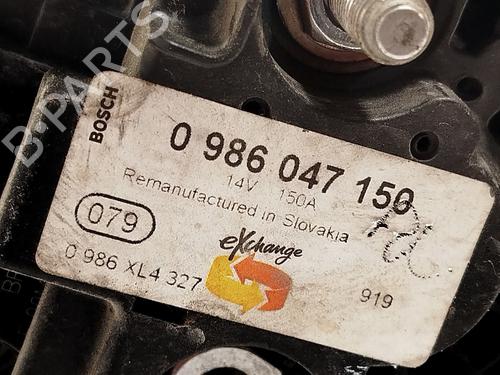 BOSCH
0 986 047 150
14V 150A
Remanufactured in Slovakia
079
eXchange
0 986 XL4 327
919
B-PARTS